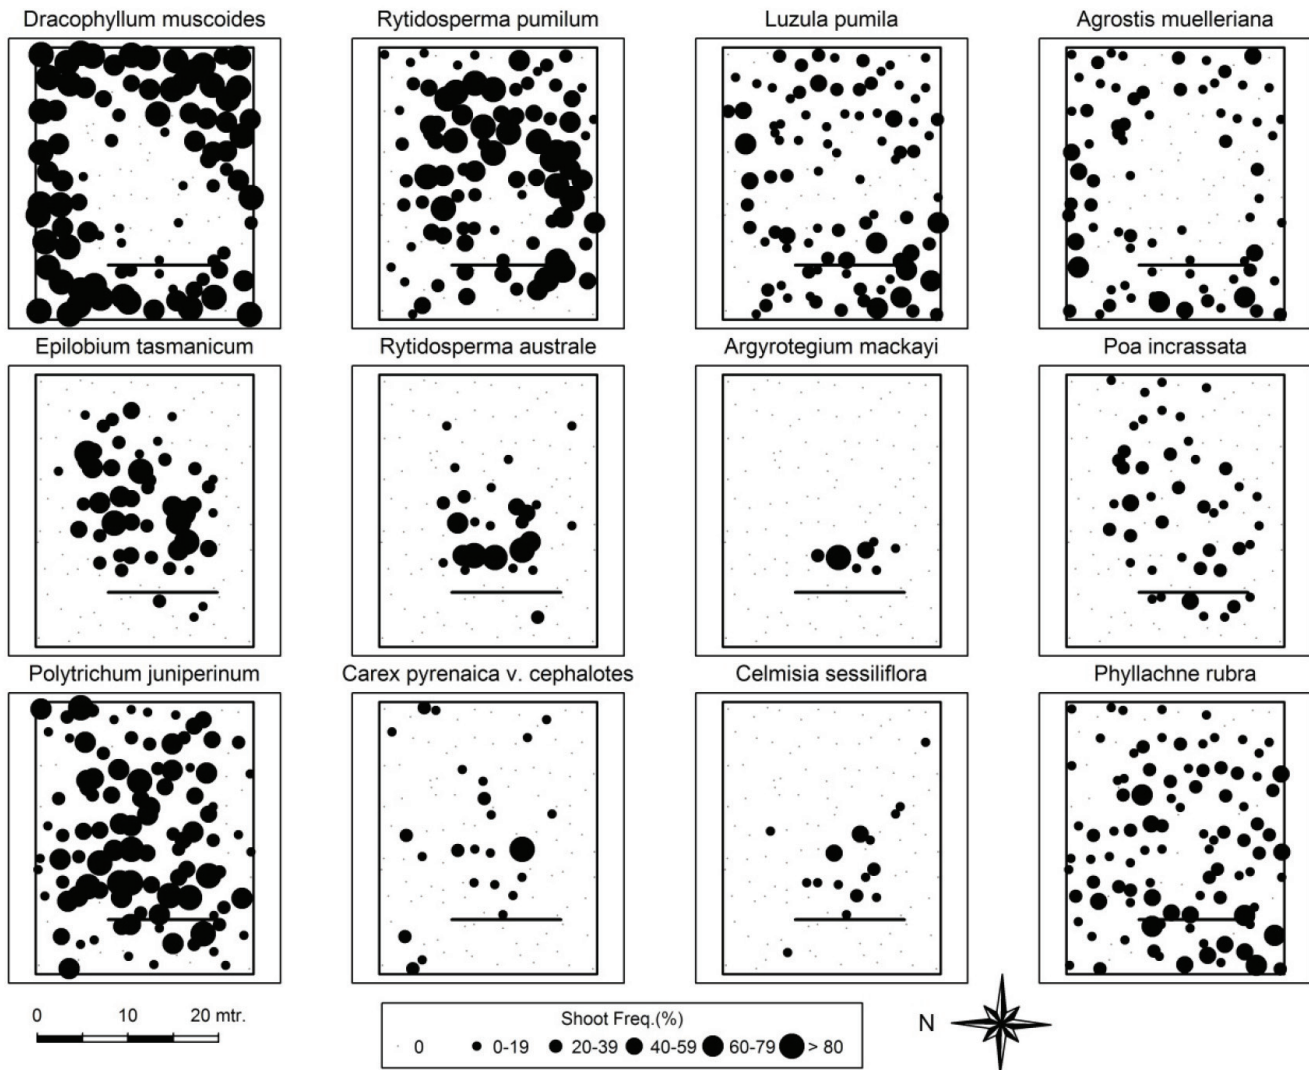 Dracophyllum muscoides
Rytidosperma pumilum
Luzula pumila
Agrostis muelleriana
Epilobium tasmanicum
Rytidosperma australe
Argyrotegium mackayi
Poa incrassata
Polytrichum juniperinum
Carex pyrenaica v. cephalotes
Celmisia sessiliflora
Phyllachne rubra
0 10 20 mtr.
Shoot Freq.(%)
0 0-19 20-39 40-59 60-79 > 80
N